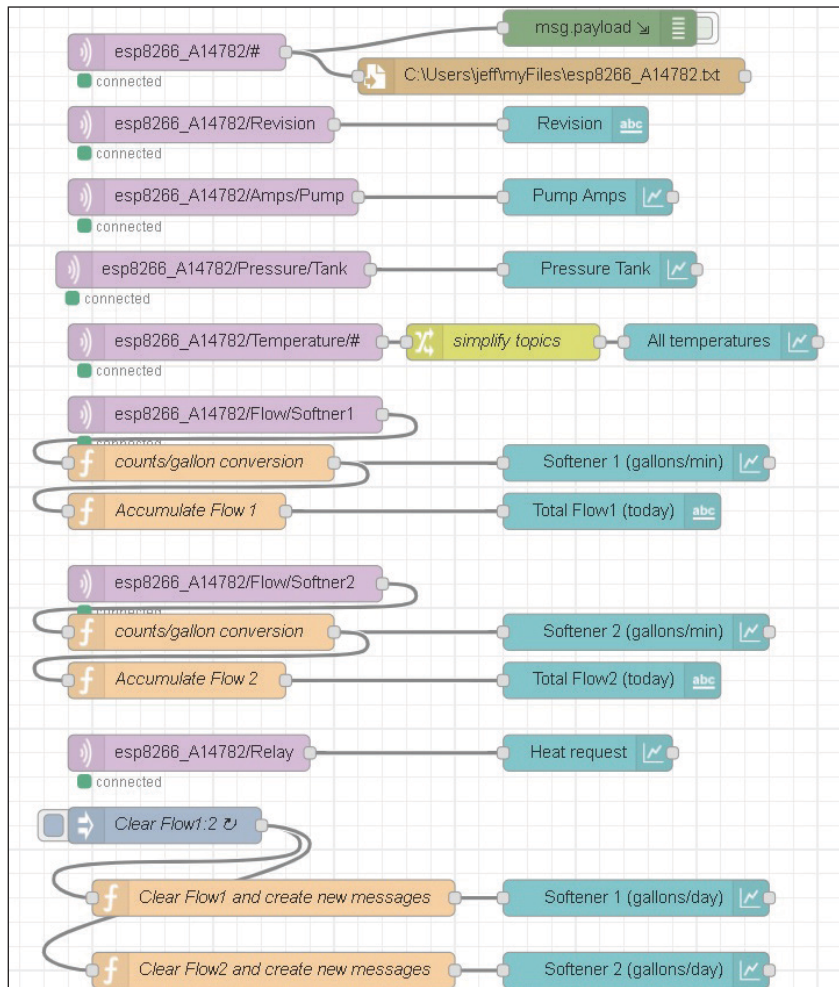 esp8266_A14782/#
msg.payload
connected
C:\Users\jeff\myFiles\esp8266_A14782.txt
esp8266_A14782/Revision
Revision
abc
connected
esp8266_A14782/Amps/Pump
Pump Amps
connected
esp8266_A14782/Pressure/Tank
Pressure Tank
connected
esp8266_A14782/Temperature/#
simplify topics
All temperatures
connected
esp8266_A14782/Flow/Softner1
counts/gallon conversion
Softener 1 (gallons/min)
Accumulate Flow 1
Total Flow1 (today)
abc
esp8266_A14782/Flow/Softner2
counts/gallon conversion
Softener 2 (gallons/min)
Accumulate Flow 2
Total Flow2 (today)
abc
esp8266_A14782/Relay
Heat request
connected
Clear Flow1:2 ↻
Clear Flow1 and create new messages
Softener 1 (gallons/day)
Clear Flow2 and create new messages
Softener 2 (gallons/day)